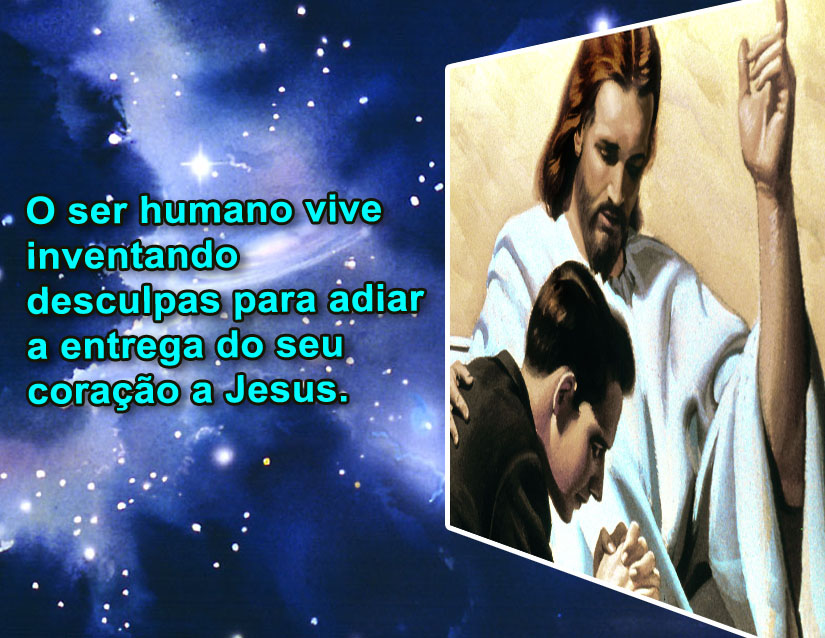 O ser humano vive
inventando
desculpas para adiar
a entrega do seu
coração a Jesus.